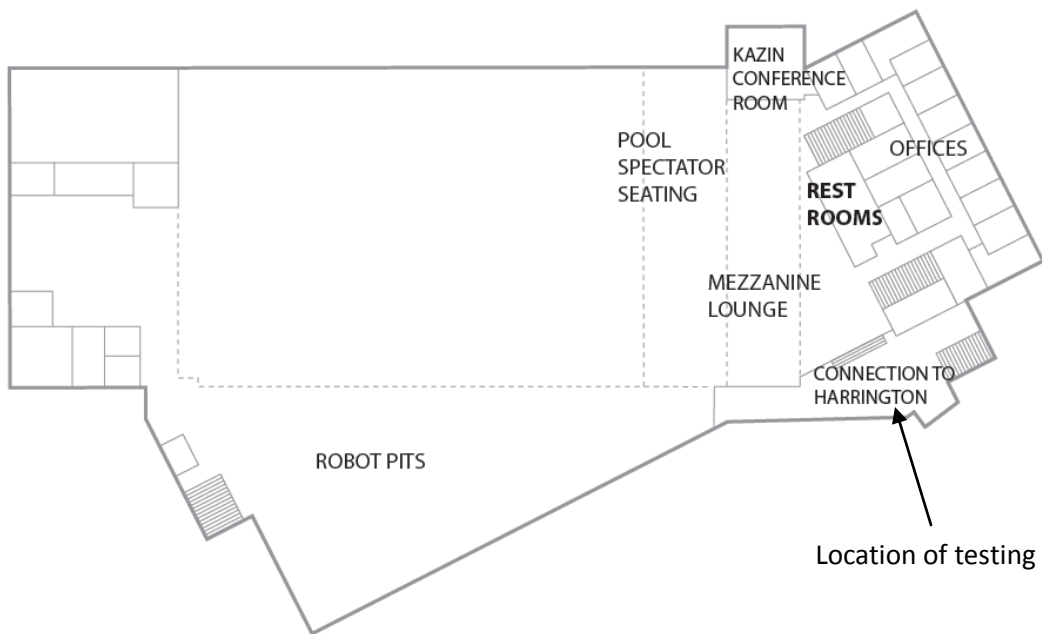 KAZIN
CONFERENCE
ROOM
POOL
SPECTATOR
SEATING
OFFICES
REST
ROOMS
MEZZANINE
LOUNGE
CONNECTION TO
HARRINGTON
ROBOT PITS
Location of testing